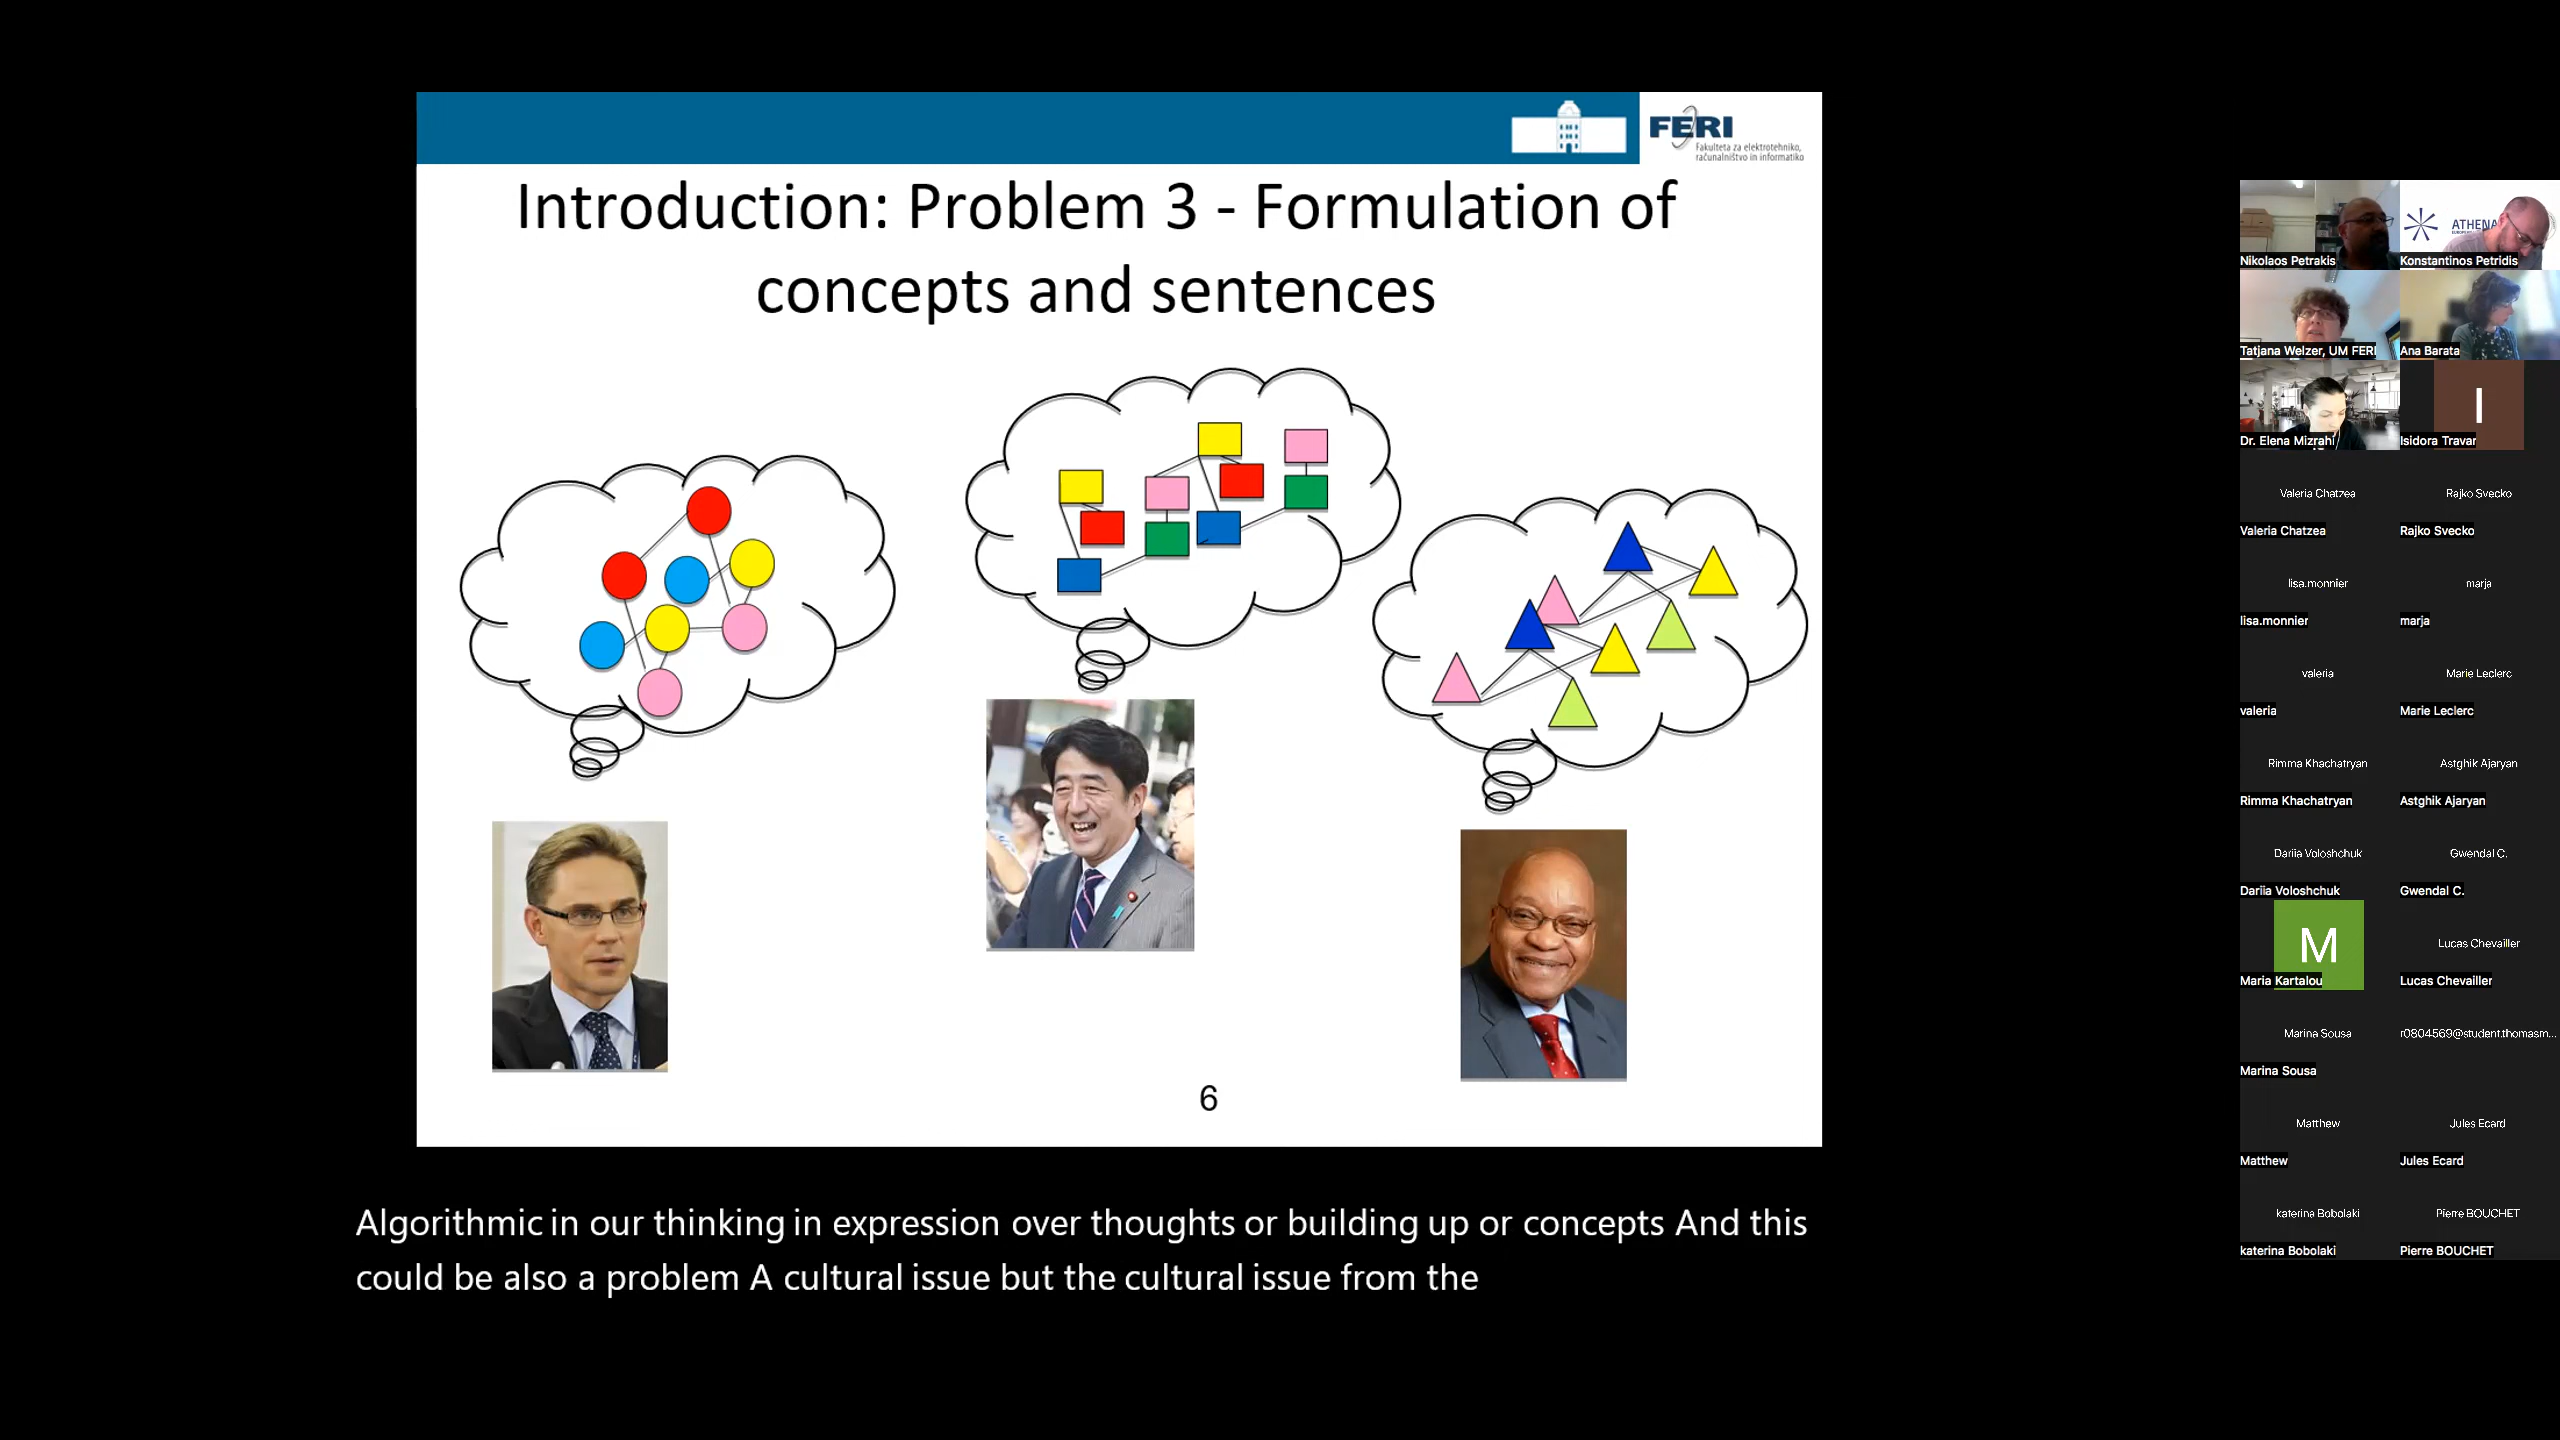 FERI
Fakulteta za elektrotehniko,
računalništvo in informatiko
Introduction: Problem 3 - Formulation of
concepts and sentences
6
Algorithmic in our thinking in expression over thoughts or building up or concepts And this
could be also a problem A cultural issue but the cultural issue from the
ATHENA
Nikolaos Petrakis
Konstantinos Petridis
Tatjana Welzer, UM FERI
Ana Barata
I
Dr. Elena Mizrahi
Isidora Travar
Valeria Chatzea
Rajko Svecko
Valeria Chatzea
Rajko Svecko
lisa.monnier
marja
lisa.monnier
marja
valeria
Marie Leclerc
valeria
Marie Leclerc
Rimma Khachatryan
Astghik Ajaryan
Rimma Khachatryan
Astghik Ajaryan
Dariia Voloshchuk
Gwendal C.
Dariia Voloshchuk
Gwendal C.
M
Lucas Chevailler
Maria Kartalou
Lucas Chevailler
Marina Sousa
r0804569@student.thomasm...
Marina Sousa
Matthew
Jules Ecard
Matthew
Jules Ecard
katerina Bobolaki
Pierre BOUCHET
katerina Bobolaki
Pierre BOUCHET